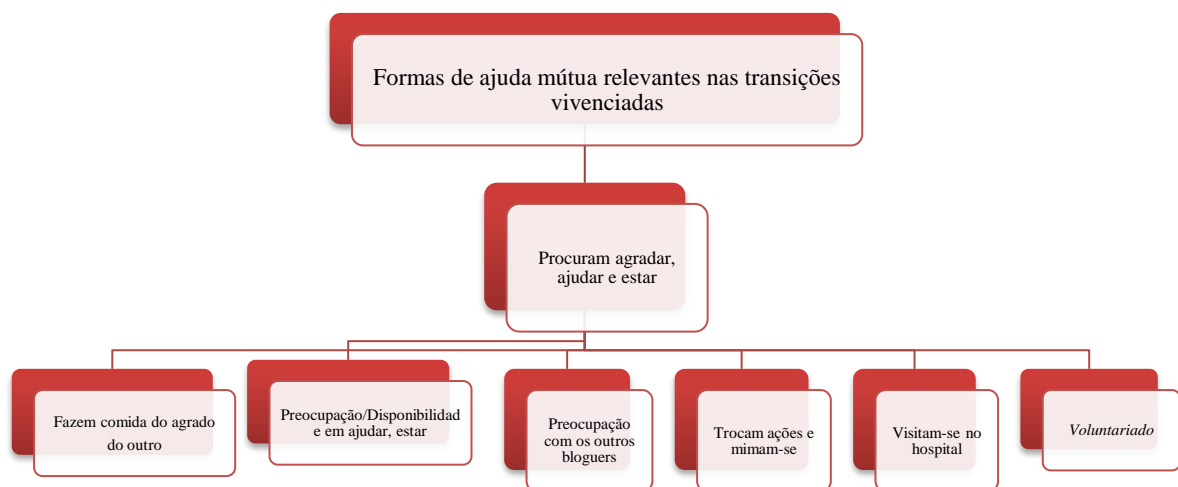 Formas de ajuda mútua relevantes nas transições
vivenciadas
Procuram agradar,
ajudar e estar
Fazem comida do agrado
do outro
Preocupação/Disponibilidad
e em ajudar, estar
Preocupação
com os outros
bloguers
Trocam ações e
mimam-se
Visitam-se no
hospital
Voluntariado